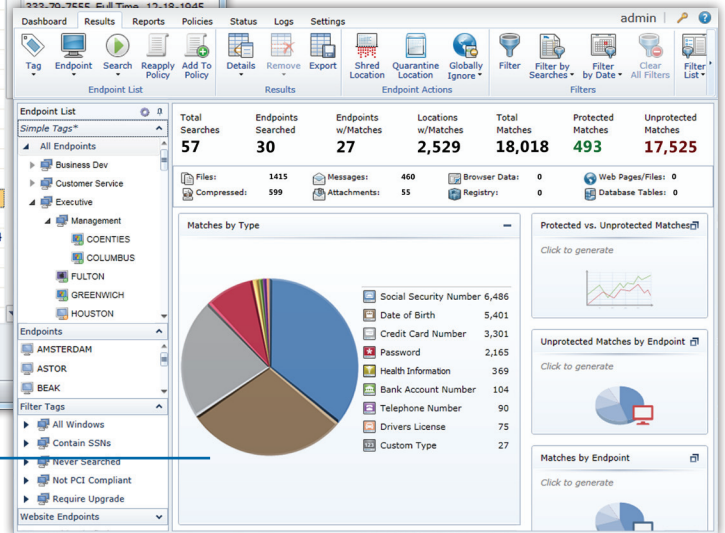 333-79-7555 Full Time 12-18-1945
Dashboard Results Reports Policies Status Logs Settings admin
Tag Endpoint Search Reapply Policy Add To Policy Details Remove Export Shred Location Quarantine Location Globally Ignore Filter Filter by Searches Filter by Date Clear All Filters Filter List
Endpoint List Results Endpoint Actions Filters
Endpoint List
Simple Tags*
All Endpoints
Business Dev
Customer Service
Executive
Management
COENTIES
COLUMBUS
FULTON
GREENWICH
HOUSTON
Endpoints
AMSTERDAM
ASTOR
BEAK
Filter Tags
All Windows
Contain SSNs
Never Searched
Not PCI Compliant
Require Upgrade
Website Endpoints
Total Searches Endpoints Searched Endpoints w/Matches Locations w/Matches Total Matches Protected Matches Unprotected Matches
57 30 27 2,529 18,018 493 17,525
Files: 1415 Messages: 460 Browser Data: 0 Web Pages/Files: 0
Compressed: 599 Attachments: 55 Registry: 0 Database Tables: 0
Matches by Type
Social Security Number 6,486
Date of Birth 5,401
Credit Card Number 3,301
Password 2,165
Health Information 369
Bank Account Number 104
Telephone Number 90
Drivers License 75
Custom Type 27
Protected vs. Unprotected Matches
Click to generate
Unprotected Matches by Endpoint
Click to generate
Matches by Endpoint
Click to generate